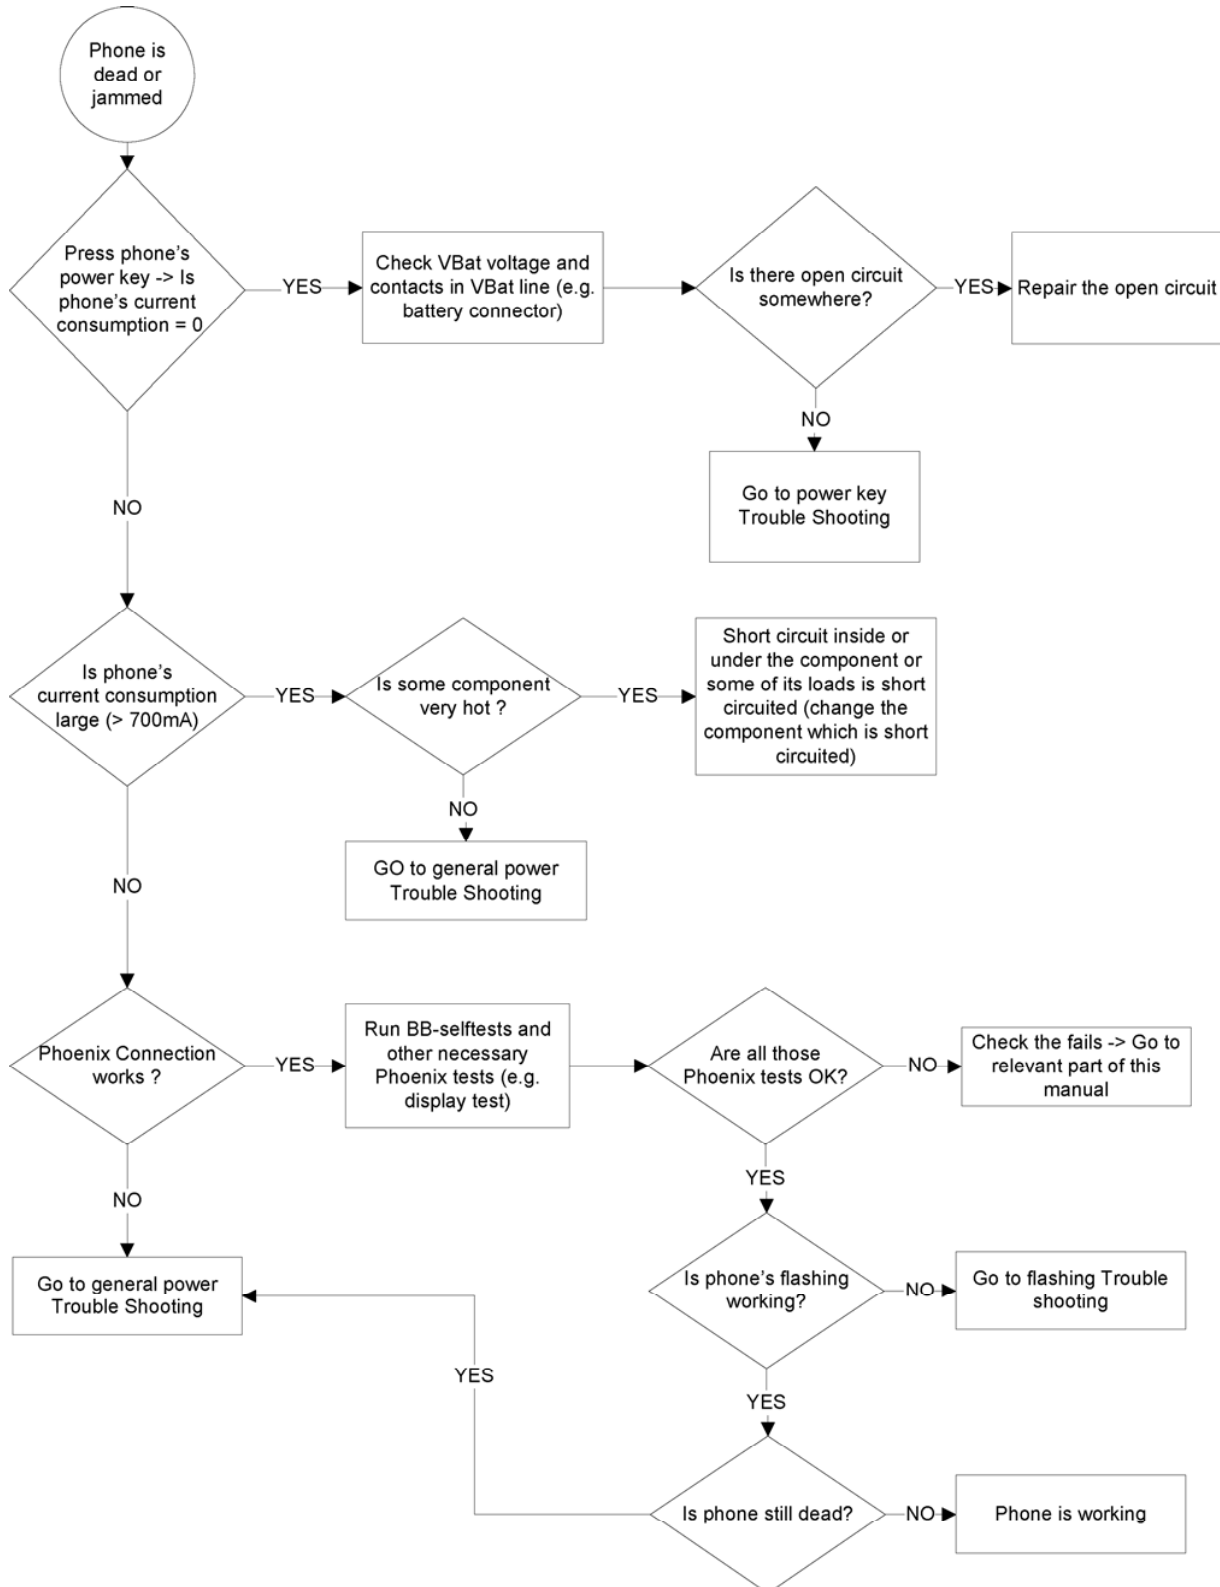 Phone is
dead or
jammed
Press phone's
power key -> Is
phone's current
consumption = 0
YES
Check VBat voltage and
contacts in VBat line (e.g.
battery connector)
Is there open circuit
somewhere?
YES
Repair the open circuit
NO
Go to power key
Trouble Shooting
NO
Is phone's
current consumption
large (> 700mA)
YES
Is some component
very hot ?
YES
Short circuit inside or
under the component or
some of its loads is short
circuited (change the
component which is short
circuited)
NO
GO to general power
Trouble Shooting
NO
Phoenix Connection
works ?
YES
Run BB-selftests and
other necessary
Phoenix tests (e.g.
display test)
Are all those
Phoenix tests OK?
NO
Check the fails -> Go to
relevant part of this
manual
YES
NO
Go to general power
Trouble Shooting
Is phone's flashing
working?
NO
Go to flashing Trouble
shooting
YES
YES
Is phone still dead?
NO
Phone is working